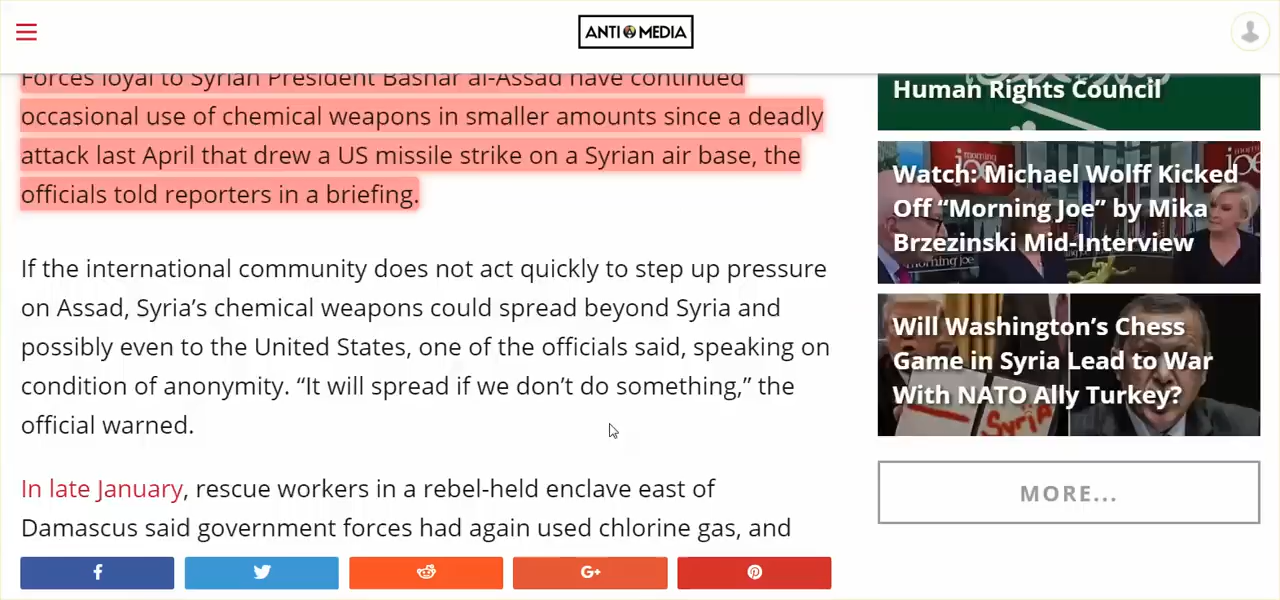 ANTI MEDIA
Forces loyal to Syrian President Bashar al-Assad have continued
occasional use of chemical weapons in smaller amounts since a deadly
attack last April that drew a US missile strike on a Syrian air base, the
officials told reporters in a briefing.
If the international community does not act quickly to step up pressure
on Assad, Syria’s chemical weapons could spread beyond Syria and
possibly even to the United States, one of the officials said, speaking on
condition of anonymity. “It will spread if we don’t do something,” the
official warned.
In late January, rescue workers in a rebel-held enclave east of
Damascus said government forces had again used chlorine gas, and
G+
Human Rights Council
Watch: Michael Wolff Kicked
Off “Morning Joe” by Mika
Brzezinski Mid-Interview
morning joe
Will Washington’s Chess
Game in Syria Lead to War
With NATO Ally Turkey?
Syria
MORE...